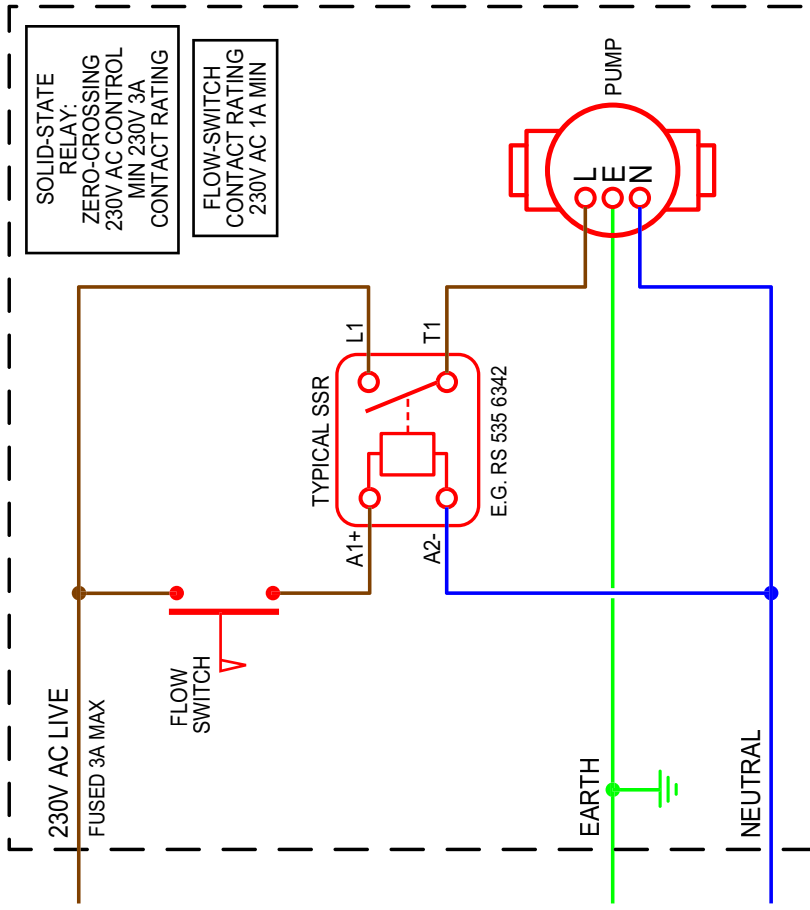 SOLID-STATE
RELAY:
ZERO-CROSSING
230V AC CONTROL
MIN 230V 3A
CONTACT RATING
FLOW-SWITCH
CONTACT RATING
230V AC 1A MIN
230V AC LIVE
FUSED 3A MAX
FLOW
SWITCH
TYPICAL SSR
A1+
L1
A2-
T1
E.G. RS 535 6342
PUMP
L
E
N
EARTH
NEUTRAL